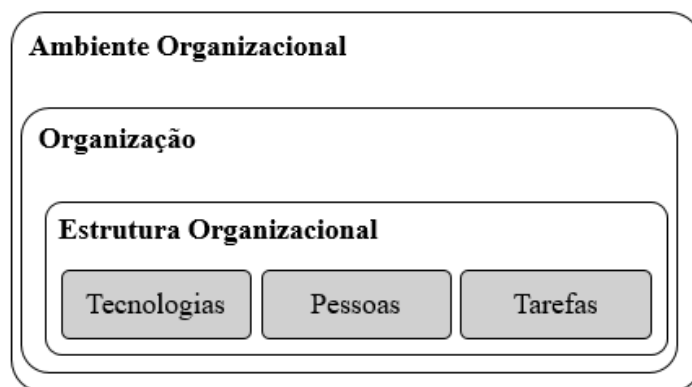 Ambiente Organizacional
Organização
Estrutura Organizacional
Tecnologias Pessoas Tarefas